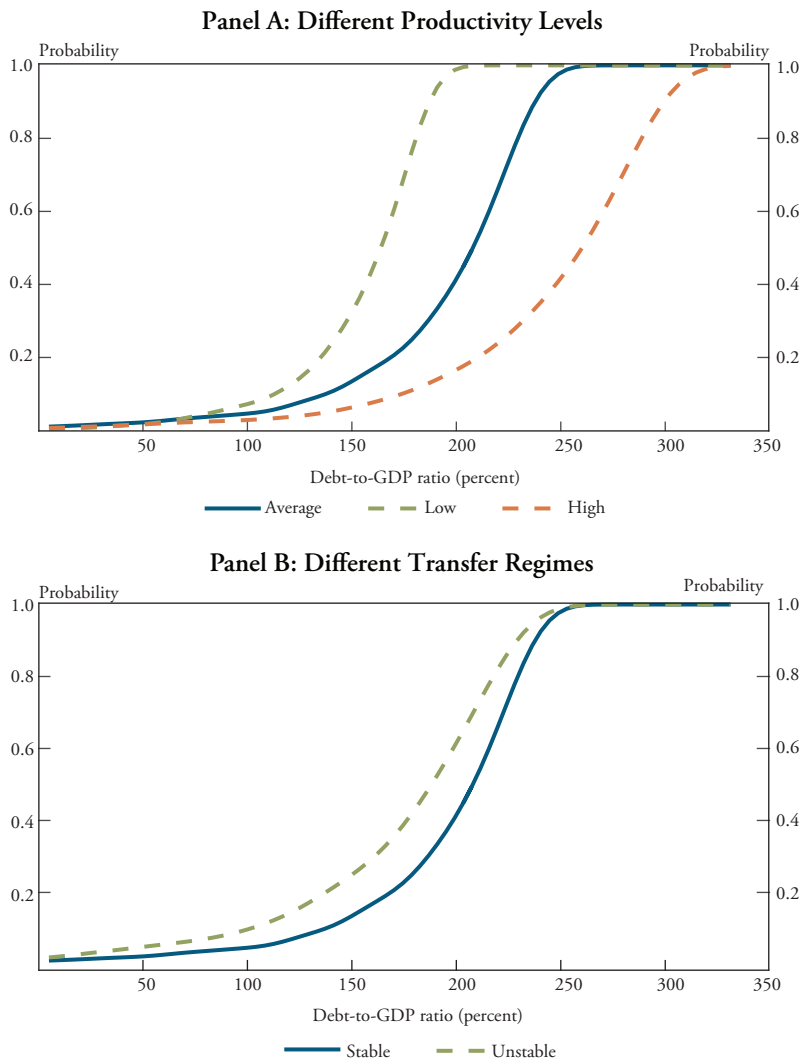 Panel A: Different Productivity Levels
Probability Probability
1.0 1.0
0.8 0.8
0.6 0.6
0.4 0.4
0.2 0.2
50 100 150 200 250 300 350
Debt-to-GDP ratio (percent)
Average Low High
Panel B: Different Transfer Regimes
Probability Probability
1.0 1.0
0.8 0.8
0.6 0.6
0.4 0.4
0.2 0.2
50 100 150 200 250 300 350
Debt-to-GDP ratio (percent)
Stable Unstable